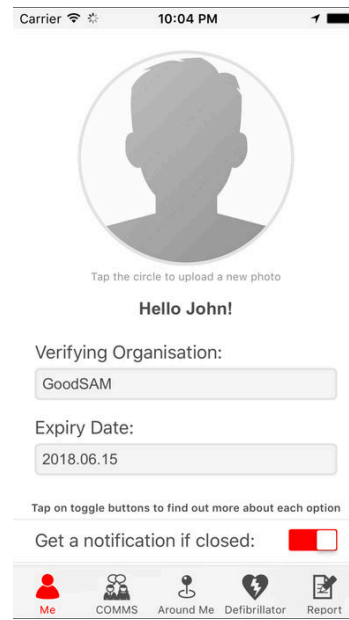 Carrier 10:04 PM
Tap the circle to upload a new photo
Hello John!
Verifying Organisation:
GoodSAM
Expiry Date:
2018.06.15
Tap on toggle buttons to find out more about each option
Get a notification if closed:
Me COMMS Around Me Defibrillator Report